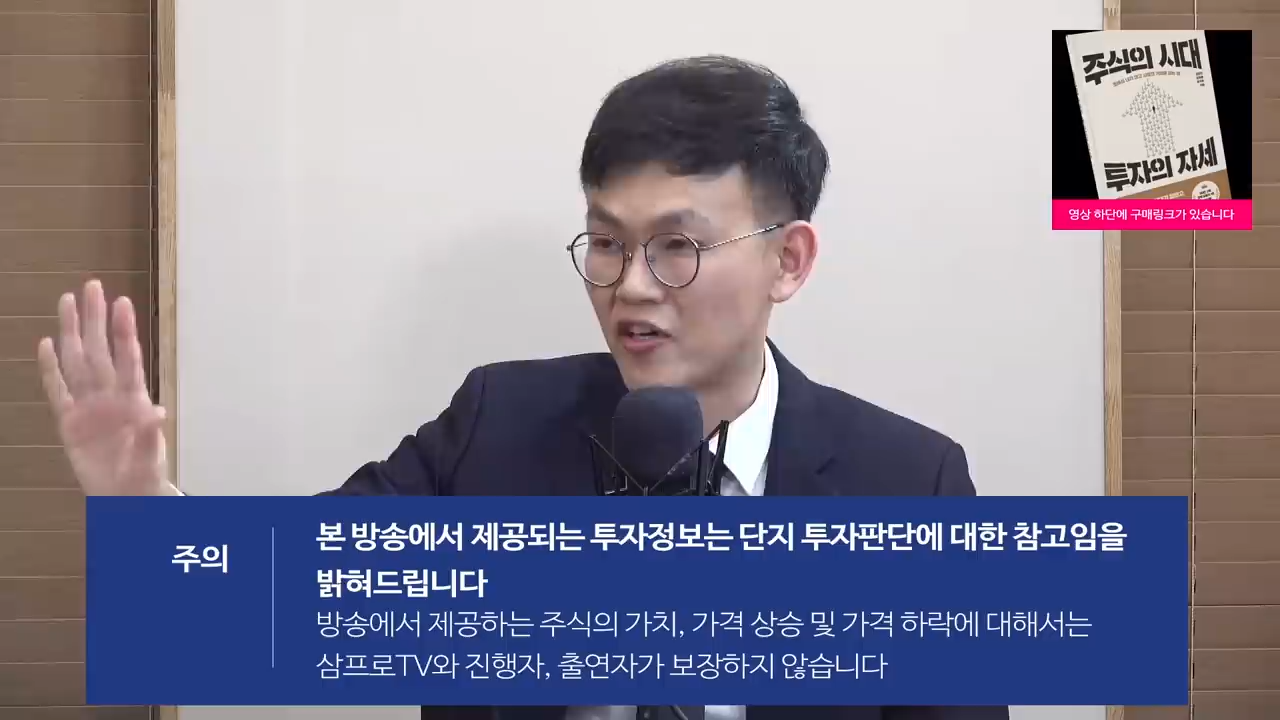 주식의 시대
투자의 자세
영상 하단에 구매링크가 있습니다
주의
본 방송에서 제공되는 투자정보는 단지 투자판단에 대한 참고임을
밝혀드립니다
방송에서 제공하는 주식의 가치, 가격 상승 및 가격 하락에 대해서는
삼프로TV와 진행자, 출연자가 보장하지 않습니다